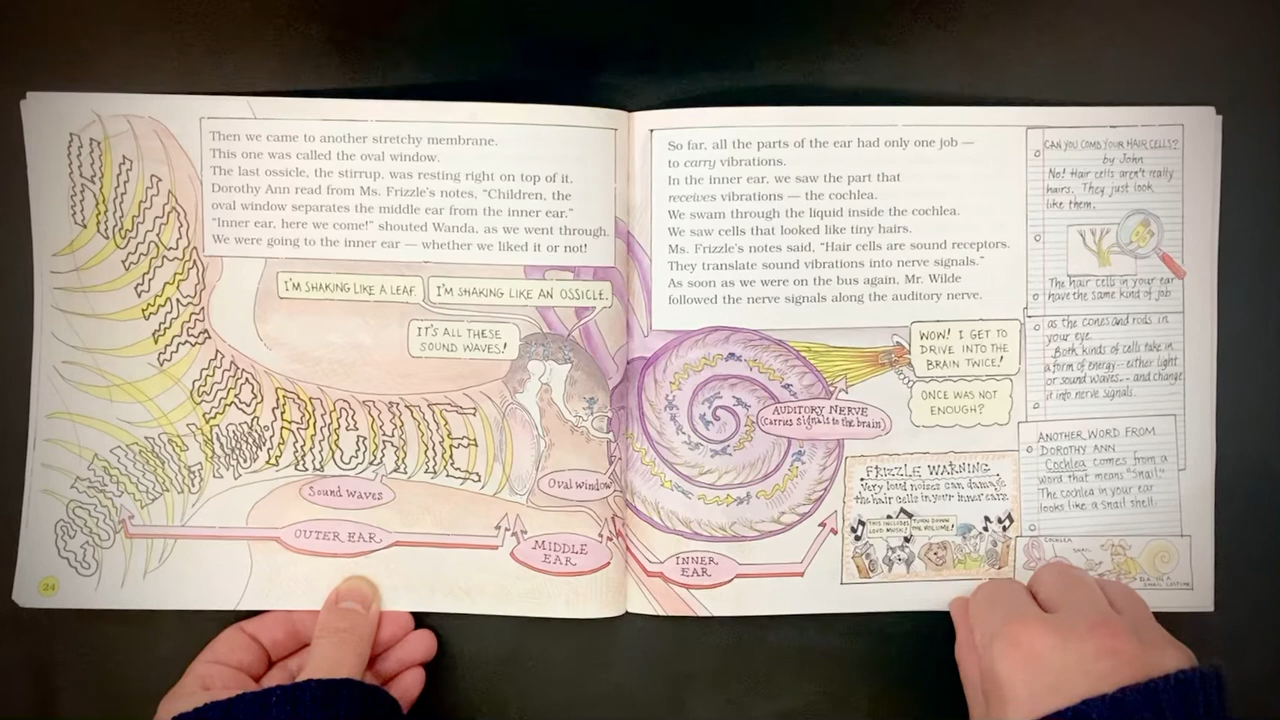 Then we came to another stretchy membrane.
This one was called the oval window.
The last ossicle, the stirrup, was resting right on top of it.
Dorothy Ann read from Ms. Frizzle's notes, "Children, the
oval window separates the middle ear from the inner ear."
"Inner ear, here we come!" shouted Wanda, as we went through.
We were going to the inner ear — whether we liked it or not!
I'M SHAKING LIKE A LEAF.
I'M SHAKING LIKE AN OSSICLE.
IT'S ALL THESE
SOUND WAVES!
RICHIE
Sound waves
Oval window
OUTER EAR
MIDDLE
EAR
24
So far, all the parts of the ear had only one job —
to carry vibrations.
In the inner ear, we saw the part that
receives vibrations — the cochlea.
We swam through the liquid inside the cochlea.
We saw cells that looked like tiny hairs.
Ms. Frizzle's notes said, "Hair cells are sound receptors.
They translate sound vibrations into nerve signals."
As soon as we were on the bus again, Mr. Wilde
followed the nerve signals along the auditory nerve.
WOW! I GET TO
DRIVE INTO THE
BRAIN TWICE!
ONCE WAS NOT
ENOUGH?
AUDITORY NERVE
(Carries signals to the brain)
INNER
EAR
FRIZZLE WARNING
Very loud noises can damage
the hair cells in your inner ears.
THIS INCLUDES
LOUD MUSIC!
TURN DOWN
THE VOLUME!
CAN YOU COMB YOUR HAIR CELLS?
by John
No! Hair cells aren't really
hairs. They just look
like them.
The hair cells in your ear
have the same kind of job
as the cones and rods in
your eye.
Both kinds of cells take in
a form of energy — either light
or sound waves — and change
it into nerve signals.
ANOTHER WORD FROM
DOROTHY ANN
Cochlea comes from a
word that means "snail."
The cochlea in your ear
looks like a snail shell.
COCHLEA
SNAIL
D.A. IN A
SNAIL COSTUME